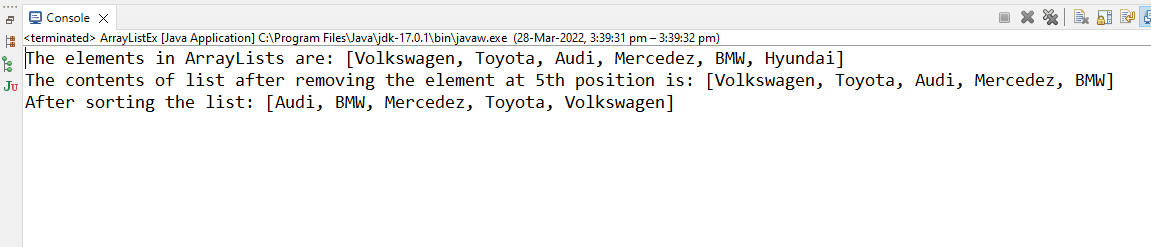 Console
<terminated> ArrayListEx [Java Application] C:\Program Files\Java\jdk-17.0.1\bin\javaw.exe (28-Mar-2022, 3:39:31 pm – 3:39:32 pm)
The elements in ArrayLists are: [Volkswagen, Toyota, Audi, Mercedez, BMW, Hyundai]
The contents of list after removing the element at 5th position is: [Volkswagen, Toyota, Audi, Mercedez, BMW]
After sorting the list: [Audi, BMW, Mercedez, Toyota, Volkswagen]
JU